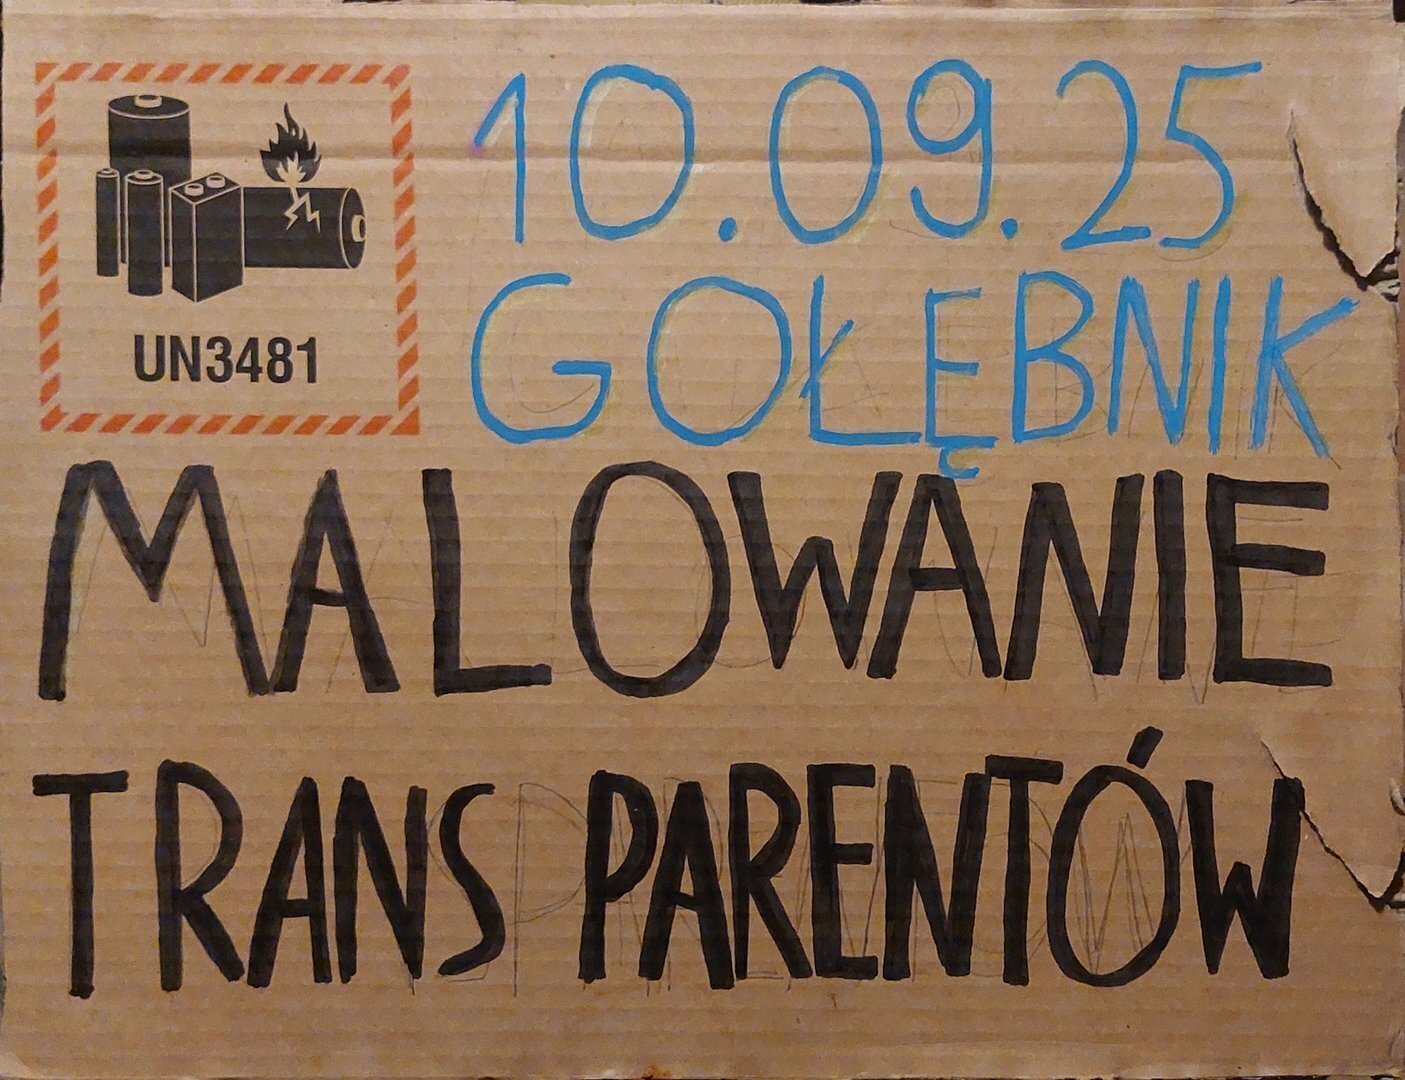 10.09.25
GOŁĘBNIK
UN3481
MALOWANIE
TRANS PARENTÓW